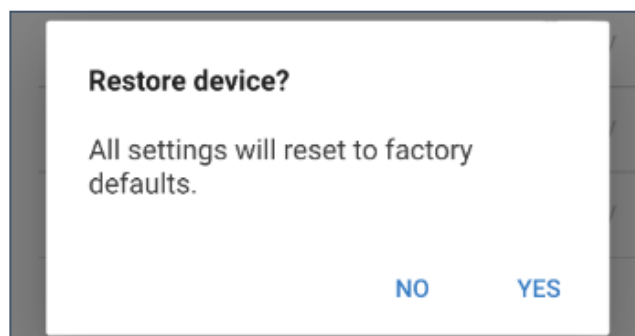 Restore device?
All settings will reset to factory
defaults.
NO YES